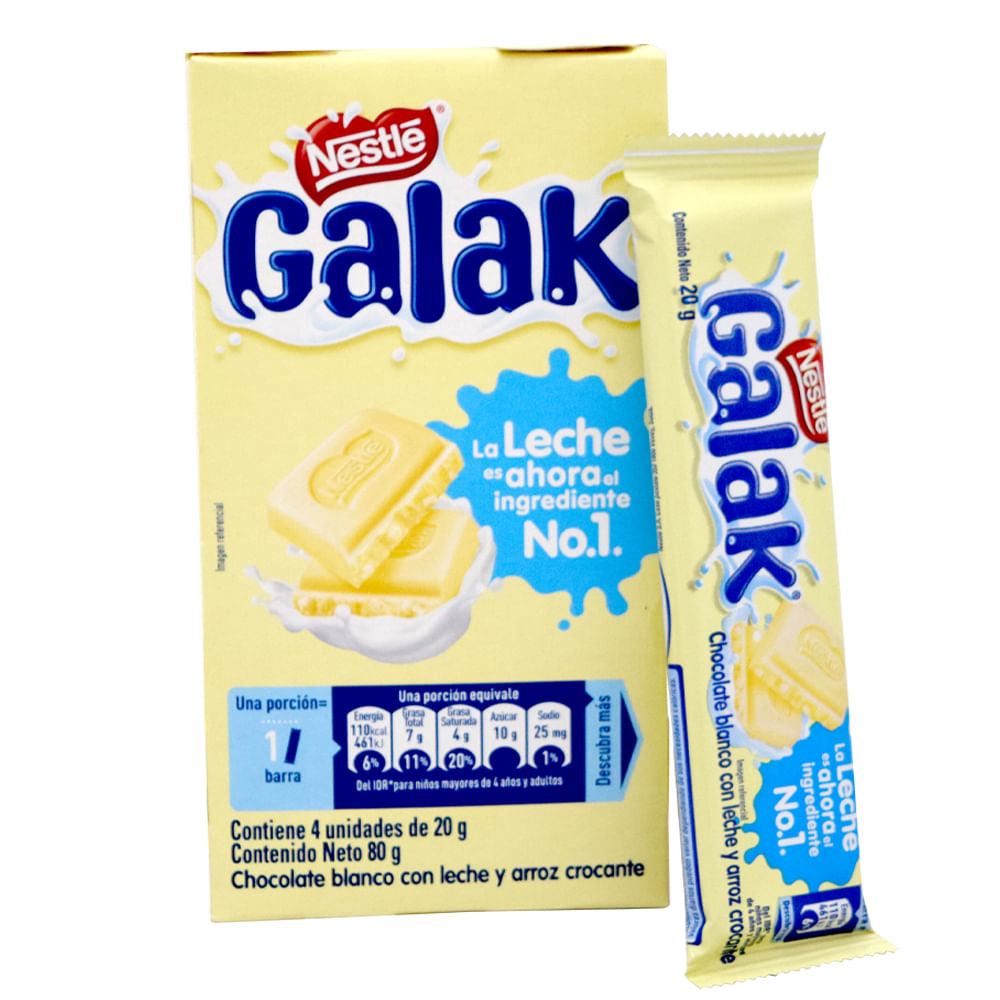 Nestlé®
Galak
La Leche
es ahora el
ingrediente
No.1.
Imagen referencial
Una porción=
1
barra
Una porción equivale
Energía
110kcal
461kJ
6%
Grasa
Total
7 g
11%
Grasa
Saturada
4 g
20%
Azúcar
10 g
Sodio
25 mg
1%
Del IDR*para niños mayores de 4 años y adultos
Descubra más
Contiene 4 unidades de 20 g
Contenido Neto 80 g
Chocolate blanco con leche y arroz crocante
Contenido Neto 20 g
Nestlé
Galak®
Chocolate blanco con leche y arroz crocante
Imagen referencial
La Leche
es ahora el
ingrediente
No.1.
110
461